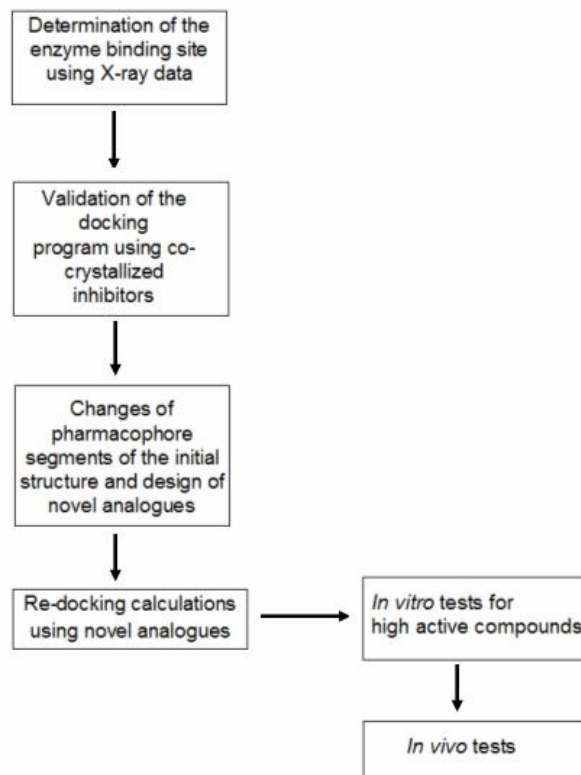 Determination of the
enzyme binding site
using X-ray data
Validation of the
docking
program using co-
crystallized
inhibitors
Changes of
pharmacophore
segments of the initial
structure and design of
novel analogues
Re-docking calculations
using novel analogues
In vitro tests for
high active compounds
In vivo tests